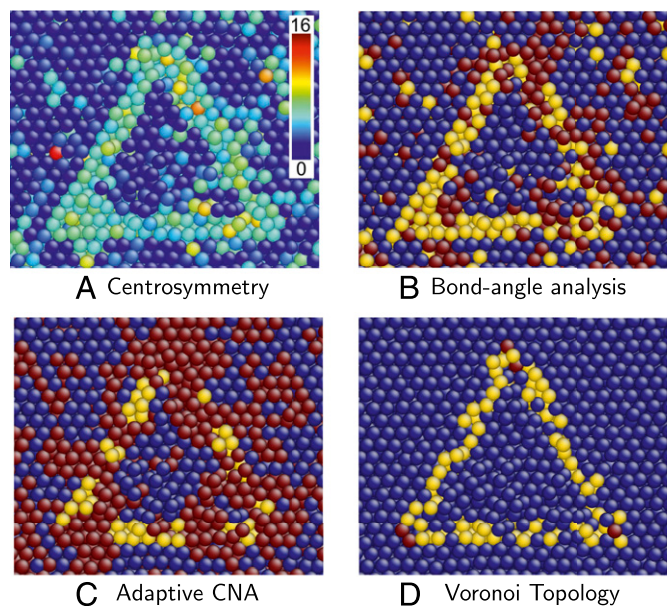 16
0
A Centrosymmetry
B Bond-angle analysis
C Adaptive CNA
D Voronoi Topology